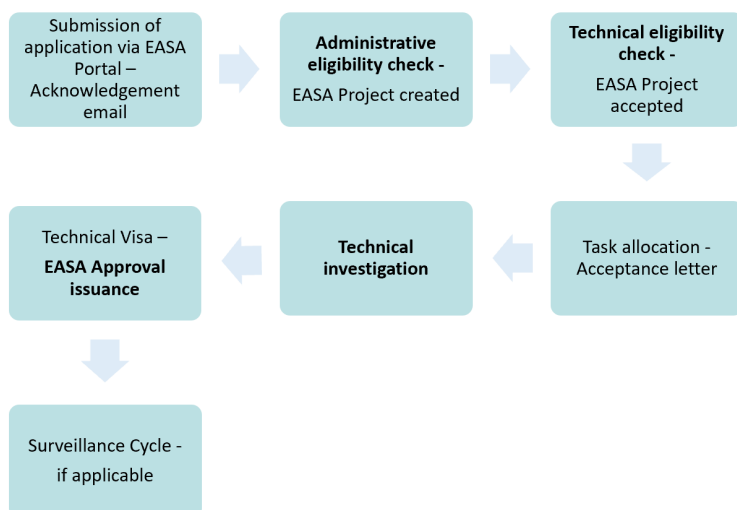 Submission of
application via EASA
Portal –
Acknowledgement
email
Administrative
eligibility check -
EASA Project created
Technical eligibility
check -
EASA Project
accepted
Task allocation -
Acceptance letter
Technical
investigation
Technical Visa –
EASA Approval
issuance
Surveillance Cycle -
if applicable